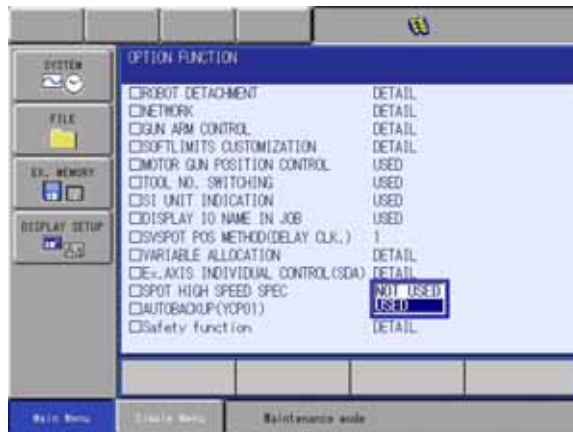 SYSTEM
FILE
EX. MEMORY
DISPLAY SETUP
OPTION FUNCTION
ROBOT DETACHMENT DETAIL
NETWORK DETAIL
GUN ARM CONTROL DETAIL
SOFTLIMITS CUSTOMIZATION DETAIL
MOTOR GUN POSITION CONTROL USED
TOOL NO. SWITCHING USED
SI UNIT INDICATION USED
DISPLAY IO NAME IN JOB USED
SVSPOT POS METHOD(DELAY CLK.) 1
VARIABLE ALLOCATION DETAIL
Ex.AXIS INDIVIDUAL CONTROL(SDA) DETAIL
SPOT HIGH SPEED SPEC NOT USED
USED
AUTOBACKUP(YCP01)
Safety function DETAIL
Main Menu
Simple Menu
Maintenance mode